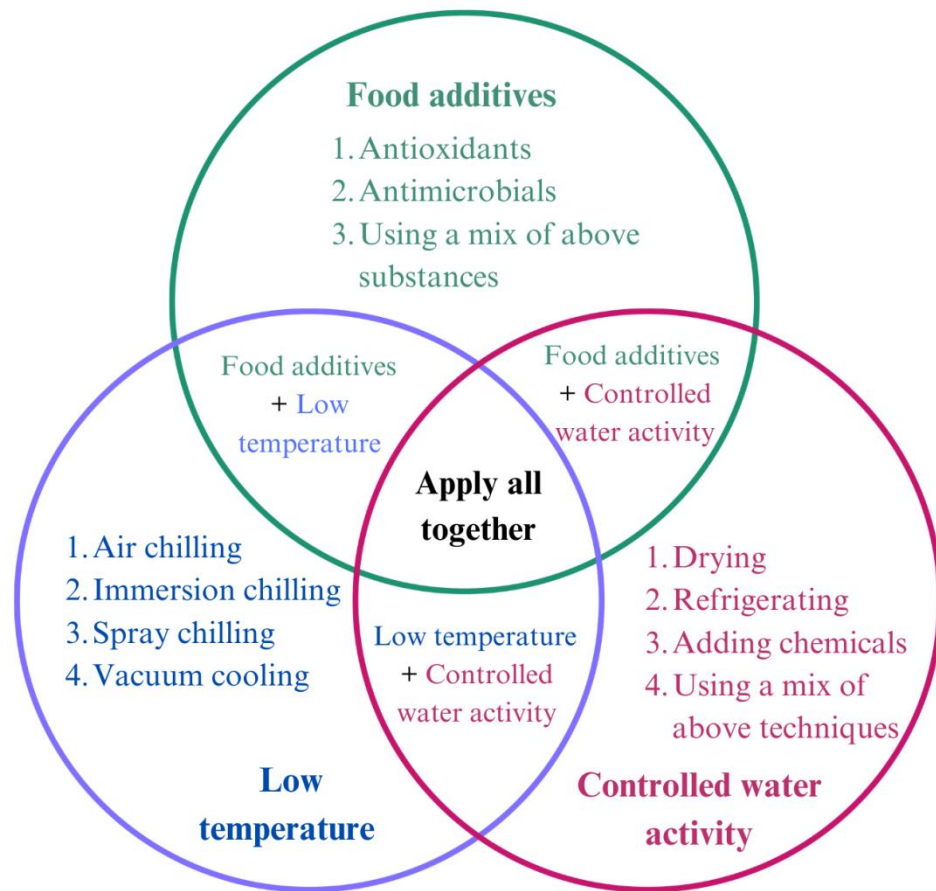 Food additives
1. Antioxidants
2. Antimicrobials
3. Using a mix of above
substances
Food additives
+ Low
temperature
Food additives
+ Controlled
water activity
Apply all
together
1. Air chilling
2. Immersion chilling
3. Spray chilling
4. Vacuum cooling
Low temperature
+ Controlled
water activity
1. Drying
2. Refrigerating
3. Adding chemicals
4. Using a mix of
above techniques
Low
temperature
Controlled water
activity